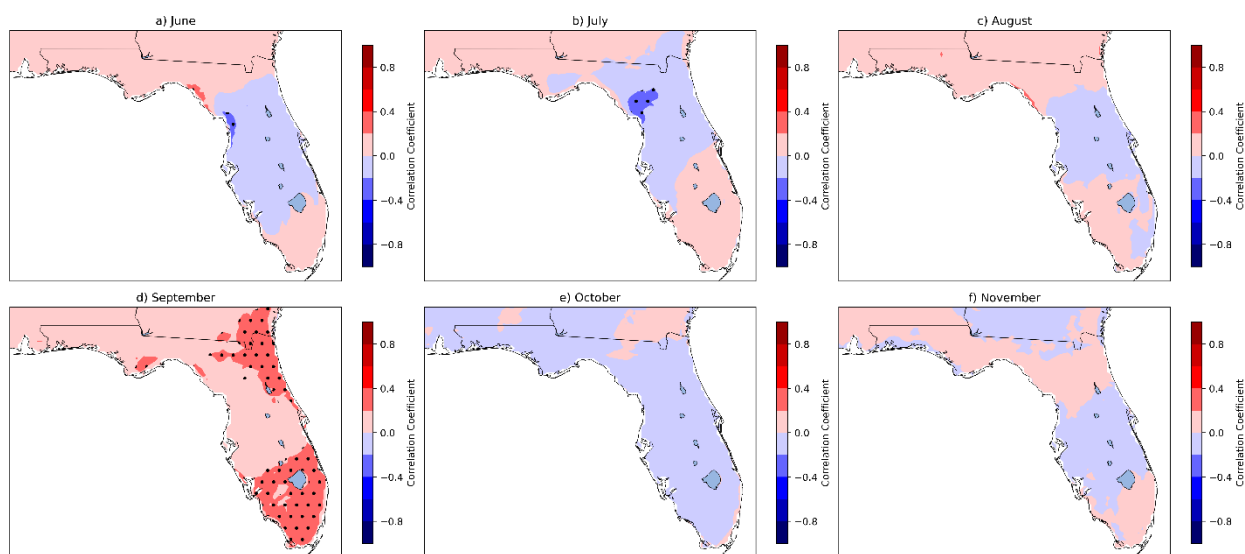 a) June
0.8
0.4
0.0
−0.4
−0.8
Correlation Coefficient
b) July
0.8
0.4
0.0
−0.4
−0.8
Correlation Coefficient
c) August
0.8
0.4
0.0
−0.4
−0.8
Correlation Coefficient
d) September
0.8
0.4
0.0
−0.4
−0.8
Correlation Coefficient
e) October
0.8
0.4
0.0
−0.4
−0.8
Correlation Coefficient
f) November
0.8
0.4
0.0
−0.4
−0.8
Correlation Coefficient